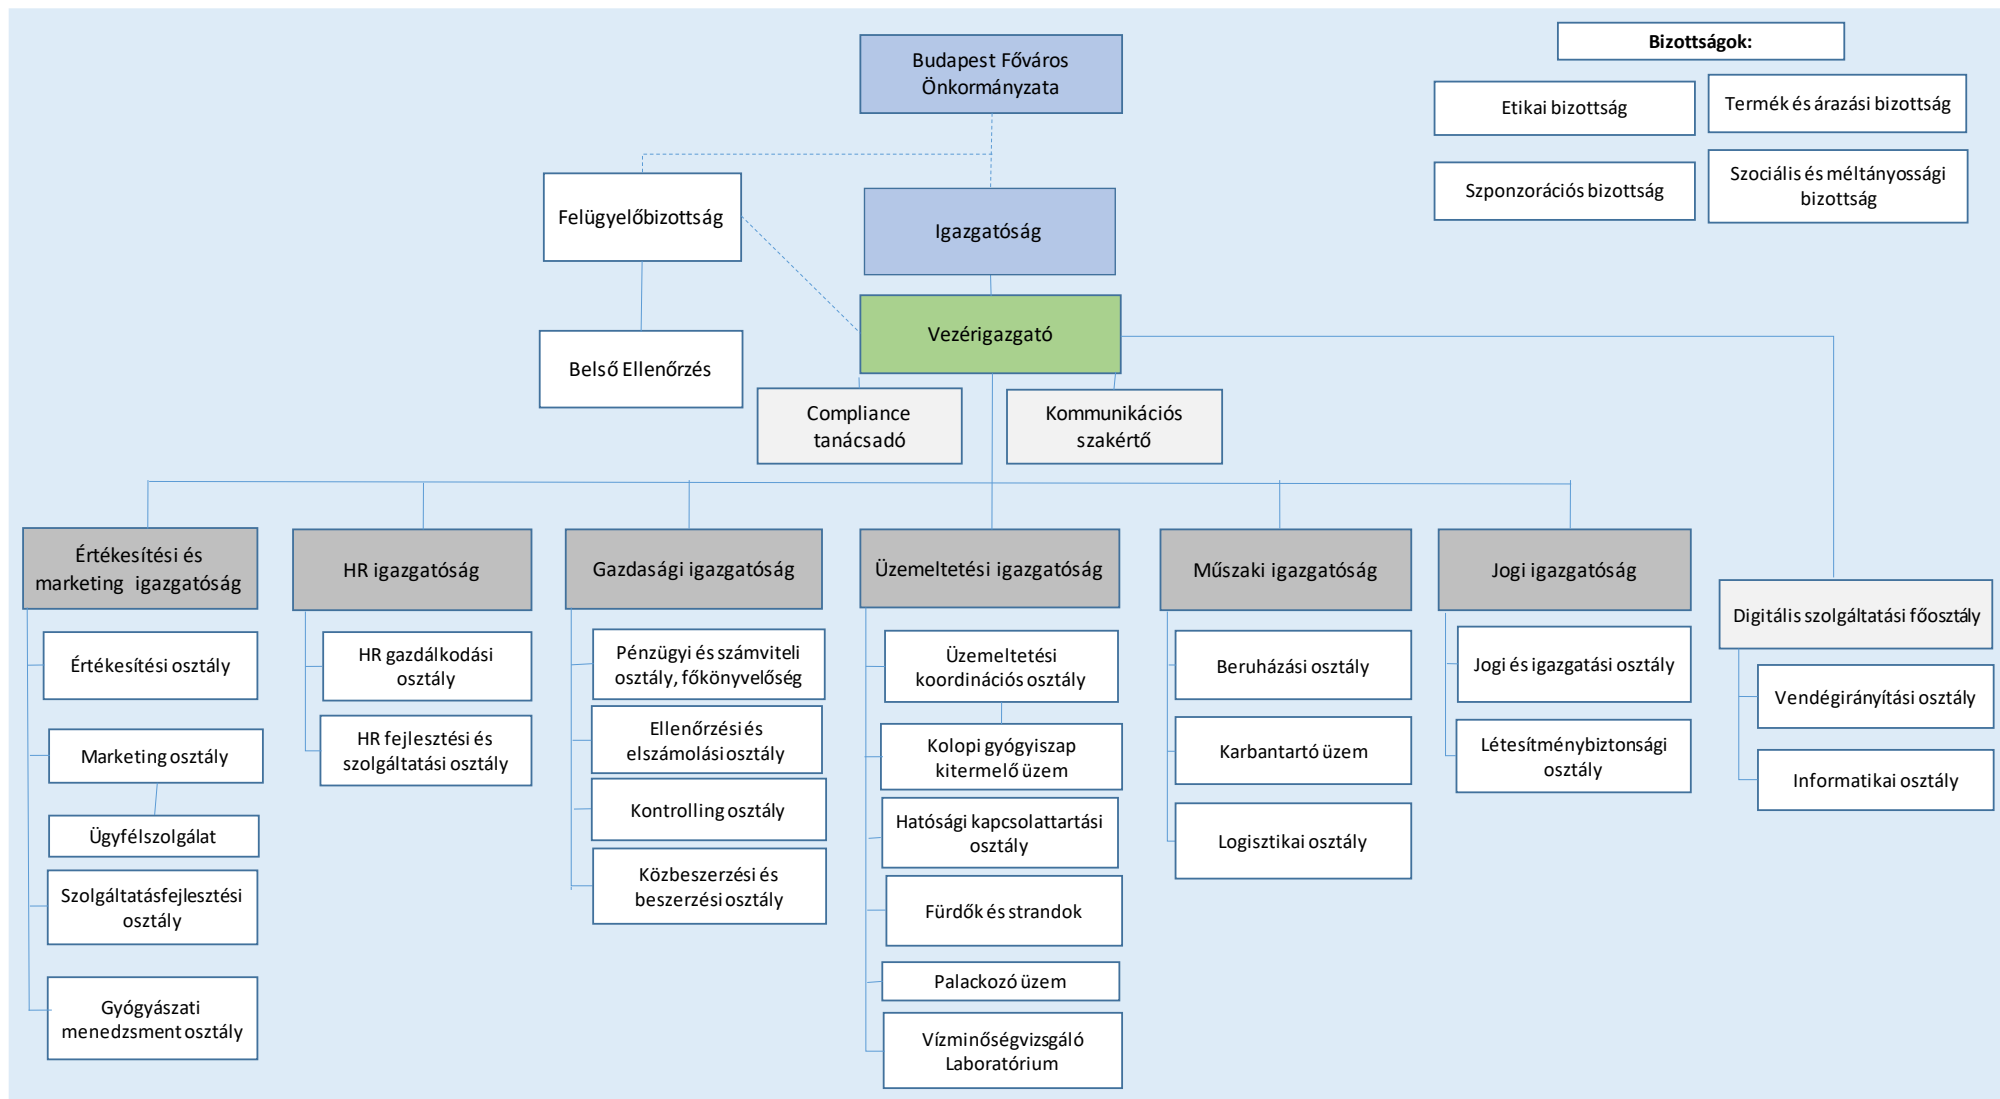 Budapest Főváros
Önkormányzata
Bizottságok:
Etikai bizottság
Termék és árazási bizottság
Szponzorációs bizottság
Szociális és méltányossági
bizottság
Felügyelőbizottság
Igazgatóság
Vezérigazgató
Belső Ellenőrzés
Compliance
tanácsadó
Kommunikációs
szakértő
Értékesítési és
marketing igazgatóság
Értékesítési osztály
Marketing osztály
Ügyfélszolgálat
Szolgáltatásfejlesztési
osztály
Gyógyászati
menedzsment osztály
HR igazgatóság
HR gazdálkodási
osztály
HR fejlesztési és
szolgáltatási osztály
Gazdasági igazgatóság
Pénzügyi és számviteli
osztály, főkönyvelőség
Ellenőrzési és
elszámolási osztály
Kontrolling osztály
Közbeszerzési és
beszerzési osztály
Üzemeltetési igazgatóság
Üzemeltetési
koordinációs osztály
Kolopi gyógyiszap
kitermelő üzem
Hatósági kapcsolattartási
osztály
Fürdők és strandok
Palackozó üzem
Vízminőségvizsgáló
Laboratórium
Műszaki igazgatóság
Beruházási osztály
Karbantartó üzem
Logisztikai osztály
Jogi igazgatóság
Jogi és igazgatási osztály
Létesítménybiztonsági
osztály
Digitális szolgáltatási főosztály
Vendégirányítási osztály
Informatikai osztály